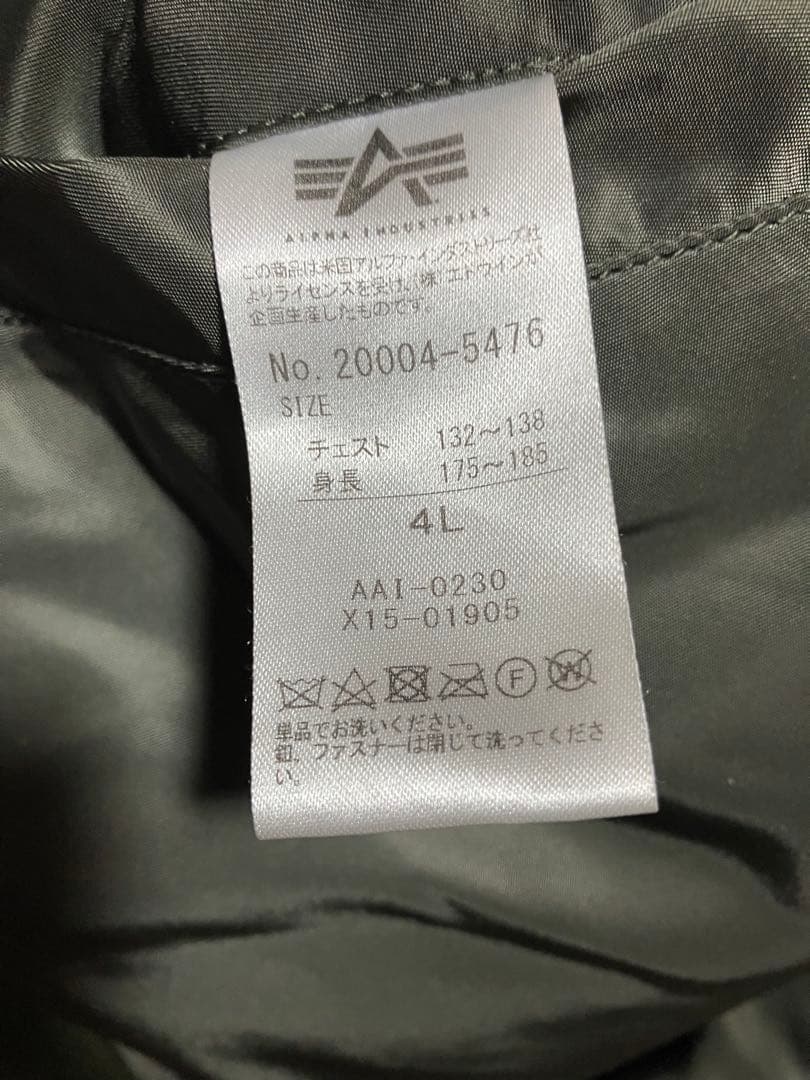 ALPHA INDUSTRIES
この商品は米国アルファ・インダストリーズ社
よりライセンスを受け、(株)エドウインが
企画生産したものです。
No. 20004-5476
SIZE
チェスト 132〜138
身長 175〜185
4L
AAI-0230
X15-01905
F W
単品でお洗いください。
釦、ファスナーは閉じて洗ってくださ
い。